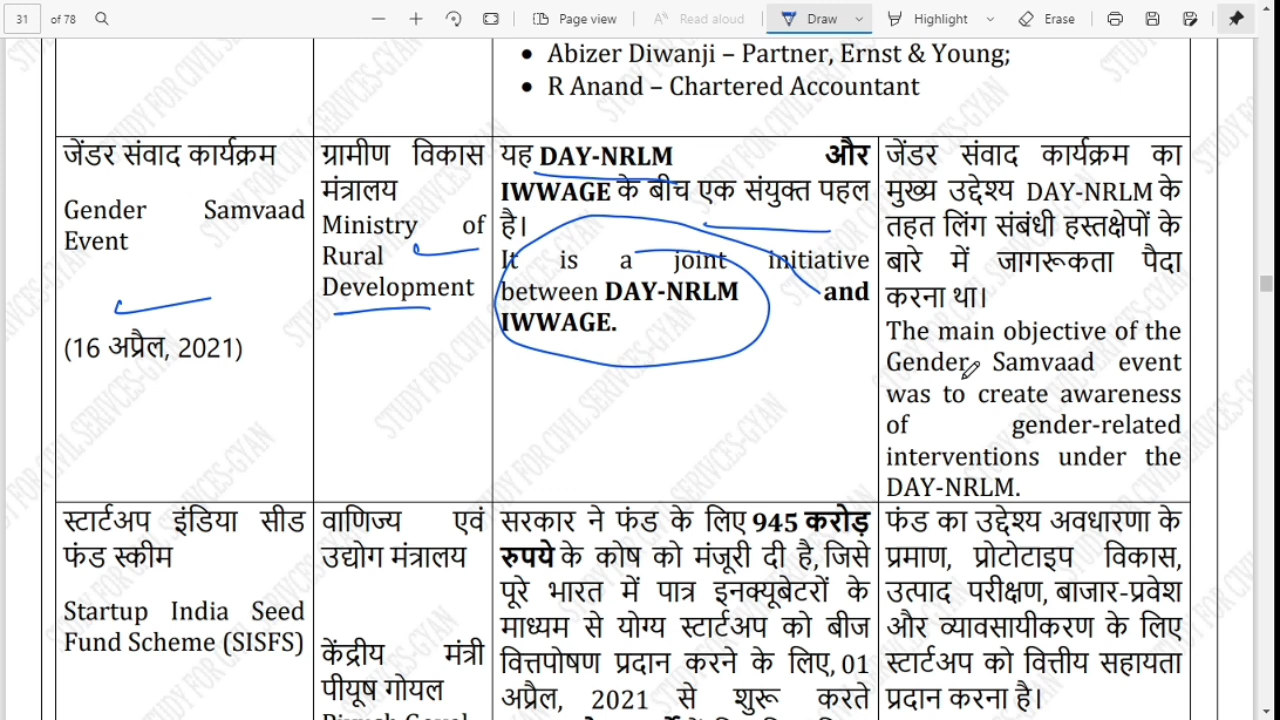 31 of 78 Page view Read aloud Draw Highlight Erase
• Abizer Diwanji – Partner, Ernst & Young;
• R Anand – Chartered Accountant
जेंडर संवाद कार्यक्रम
Gender Samvaad
Event
(16 अप्रैल, 2021)
ग्रामीण विकास
मंत्रालय
Ministry of
Rural
Development
यह DAY-NRLM और
IWWAGE के बीच एक संयुक्त पहल
है।
It is a joint initiative
between DAY-NRLM and
IWWAGE.
जेंडर संवाद कार्यक्रम का
मुख्य उद्देश्य DAY-NRLM के
तहत लिंग संबंधी हस्तक्षेपों के
बारे में जागरूकता पैदा
करना था।
The main objective of the
Gender Samvaad event
was to create awareness
of gender-related
interventions under the
DAY-NRLM.
स्टार्टअप इंडिया सीड
फंड स्कीम
Startup India Seed
Fund Scheme (SISFS)
वाणिज्य एवं
उद्योग मंत्रालय
केंद्रीय मंत्री
पीयूष गोयल
सरकार ने फंड के लिए 945 करोड़
रुपये के कोष को मंजूरी दी है, जिसे
पूरे भारत में पात्र इनक्यूबेटरों के
माध्यम से योग्य स्टार्टअप को बीज
वित्तपोषण प्रदान करने के लिए, 01
अप्रैल, 2021 से शुरू करते
फंड का उद्देश्य अवधारणा के
प्रमाण, प्रोटोटाइप विकास,
उत्पाद परीक्षण, बाजार-प्रवेश
और व्यावसायीकरण के लिए
स्टार्टअप को वित्तीय सहायता
प्रदान करना है।
STUDY FOR CIVIL SERIVCES-GYAN